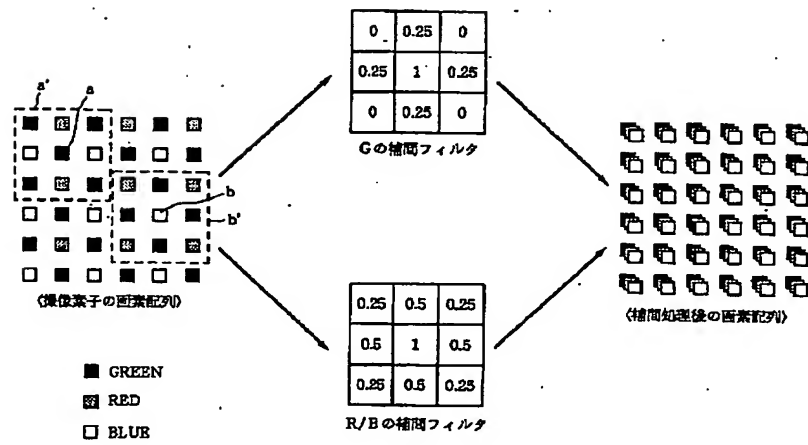 a'
a
b
b'
〈撮像素子の画素配列〉
GREEN
RED
BLUE
0 0.25 0
0.25 1 0.25
0 0.25 0
Gの補間フィルタ
0.25 0.5 0.25
0.5 1 0.5
0.25 0.5 0.25
R/Bの補間フィルタ
〈補間処理後の画素配列〉